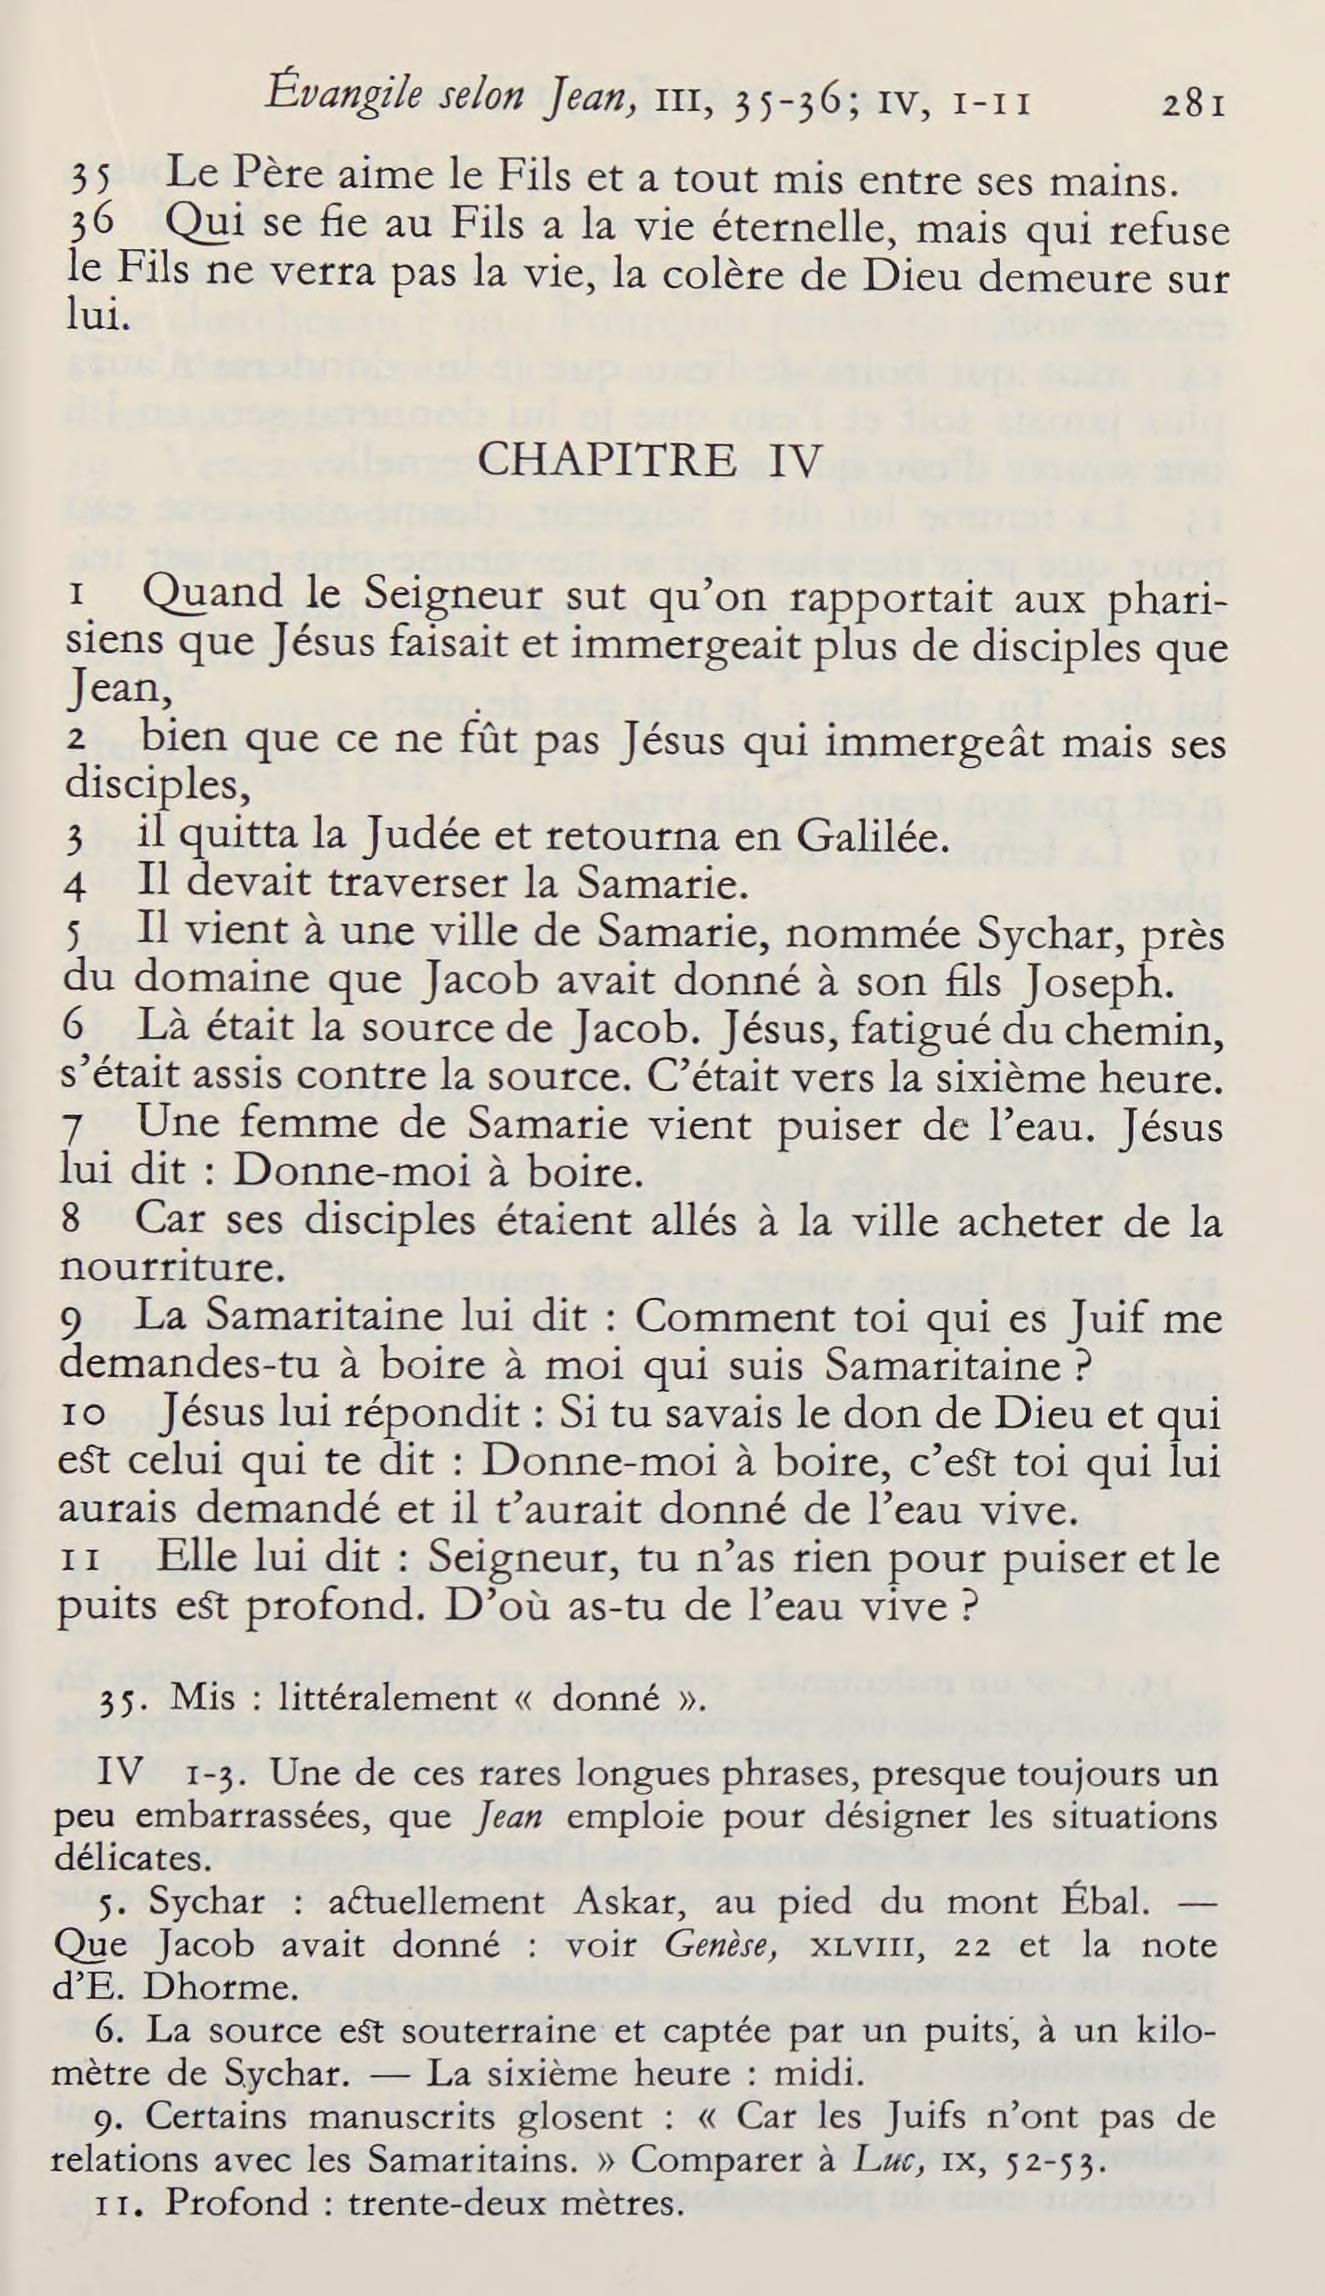 Évangile selon Jean, III, 35-36; IV, 1-11 281
35 Le Père aime le Fils et a tout mis entre ses mains.
36 Qui se fie au Fils a la vie éternelle, mais qui refuse
le Fils ne verra pas la vie, la colère de Dieu demeure sur
lui.
CHAPITRE IV
1 Quand le Seigneur sut qu’on rapportait aux phari-
siens que Jésus faisait et immergeait plus de disciples que
Jean,
2 bien que ce ne fût pas Jésus qui immergeât mais ses
disciples,
3 il quitta la Judée et retourna en Galilée.
4 Il devait traverser la Samarie.
5 Il vient à une ville de Samarie, nommée Sychar, près
du domaine que Jacob avait donné à son fils Joseph.
6 Là était la source de Jacob. Jésus, fatigué du chemin,
s’était assis contre la source. C’était vers la sixième heure.
7 Une femme de Samarie vient puiser de l’eau. Jésus
lui dit : Donne-moi à boire.
8 Car ses disciples étaient allés à la ville acheter de la
nourriture.
9 La Samaritaine lui dit : Comment toi qui es Juif me
demandes-tu à boire à moi qui suis Samaritaine ?
10 Jésus lui répondit : Si tu savais le don de Dieu et qui
est celui qui te dit : Donne-moi à boire, c’est toi qui lui
aurais demandé et il t’aurait donné de l’eau vive.
11 Elle lui dit : Seigneur, tu n’as rien pour puiser et le
puits est profond. D’où as-tu de l’eau vive ?
35. Mis : littéralement « donné ».
IV 1-3. Une de ces rares longues phrases, presque toujours un
peu embarrassées, que Jean emploie pour désigner les situations
délicates.
5. Sychar : actuellement Askar, au pied du mont Ébal. —
Que Jacob avait donné : voir Genèse, XLVIII, 22 et la note
d’E. Dhorme.
6. La source est souterraine et captée par un puits, à un kilo-
mètre de Sychar. — La sixième heure : midi.
9. Certains manuscrits glosent : « Car les Juifs n’ont pas de
relations avec les Samaritains. » Comparer à Luc, IX, 52-53.
11. Profond : trente-deux mètres.